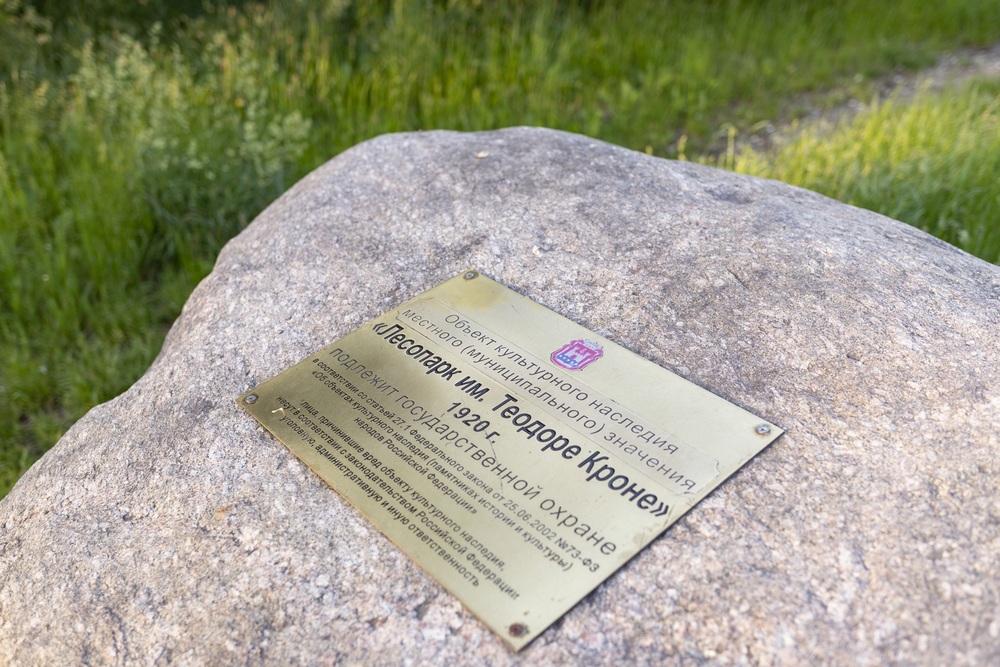 Объект культурного наследия
местного (муниципального) значения
«Лесопарк им. Теодоре Кроне»
1920 г.
подлежит государственной охране
в соответствии со статьей 27.1 Федерального закона от 25.06.2002 №73-ФЗ
«Об объектах культурного наследия (памятниках истории и культуры)
народов Российской Федерации»
Лица, причинившие вред объекту культурного наследия,
несут в соответствии с законодательством Российской Федерации
уголовную, административную и иную ответственность